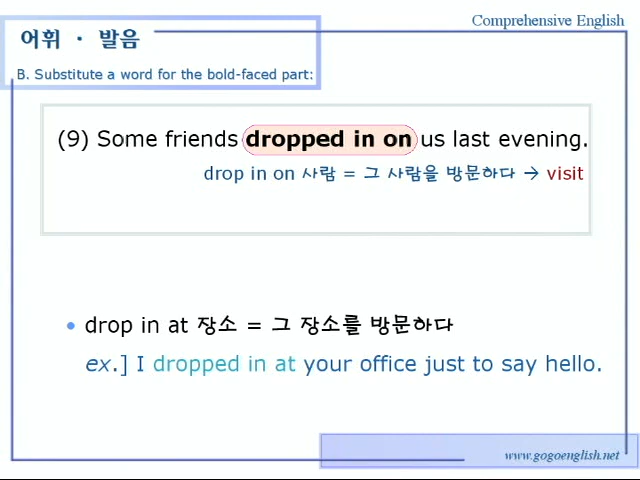 Comprehensive English
어휘 · 발음
B. Substitute a word for the bold-faced part:
(9) Some friends dropped in on us last evening.
drop in on 사람 = 그 사람을 방문하다 → visit
• drop in at 장소 = 그 장소를 방문하다
ex.] I dropped in at your office just to say hello.
www.gogoenglish.net